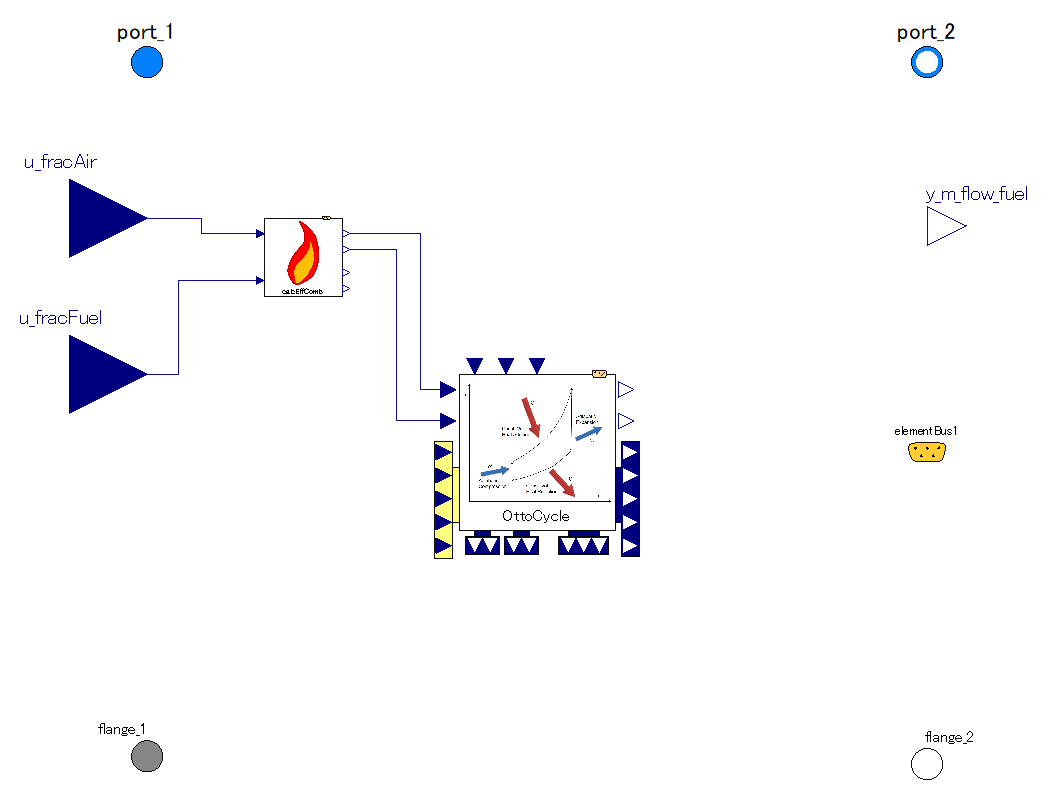 port_1
port_2
u_fracAir
y_m_flow_fuel
u_fracFuel
elementBus1
OttoCycle
flange_1
flange_2